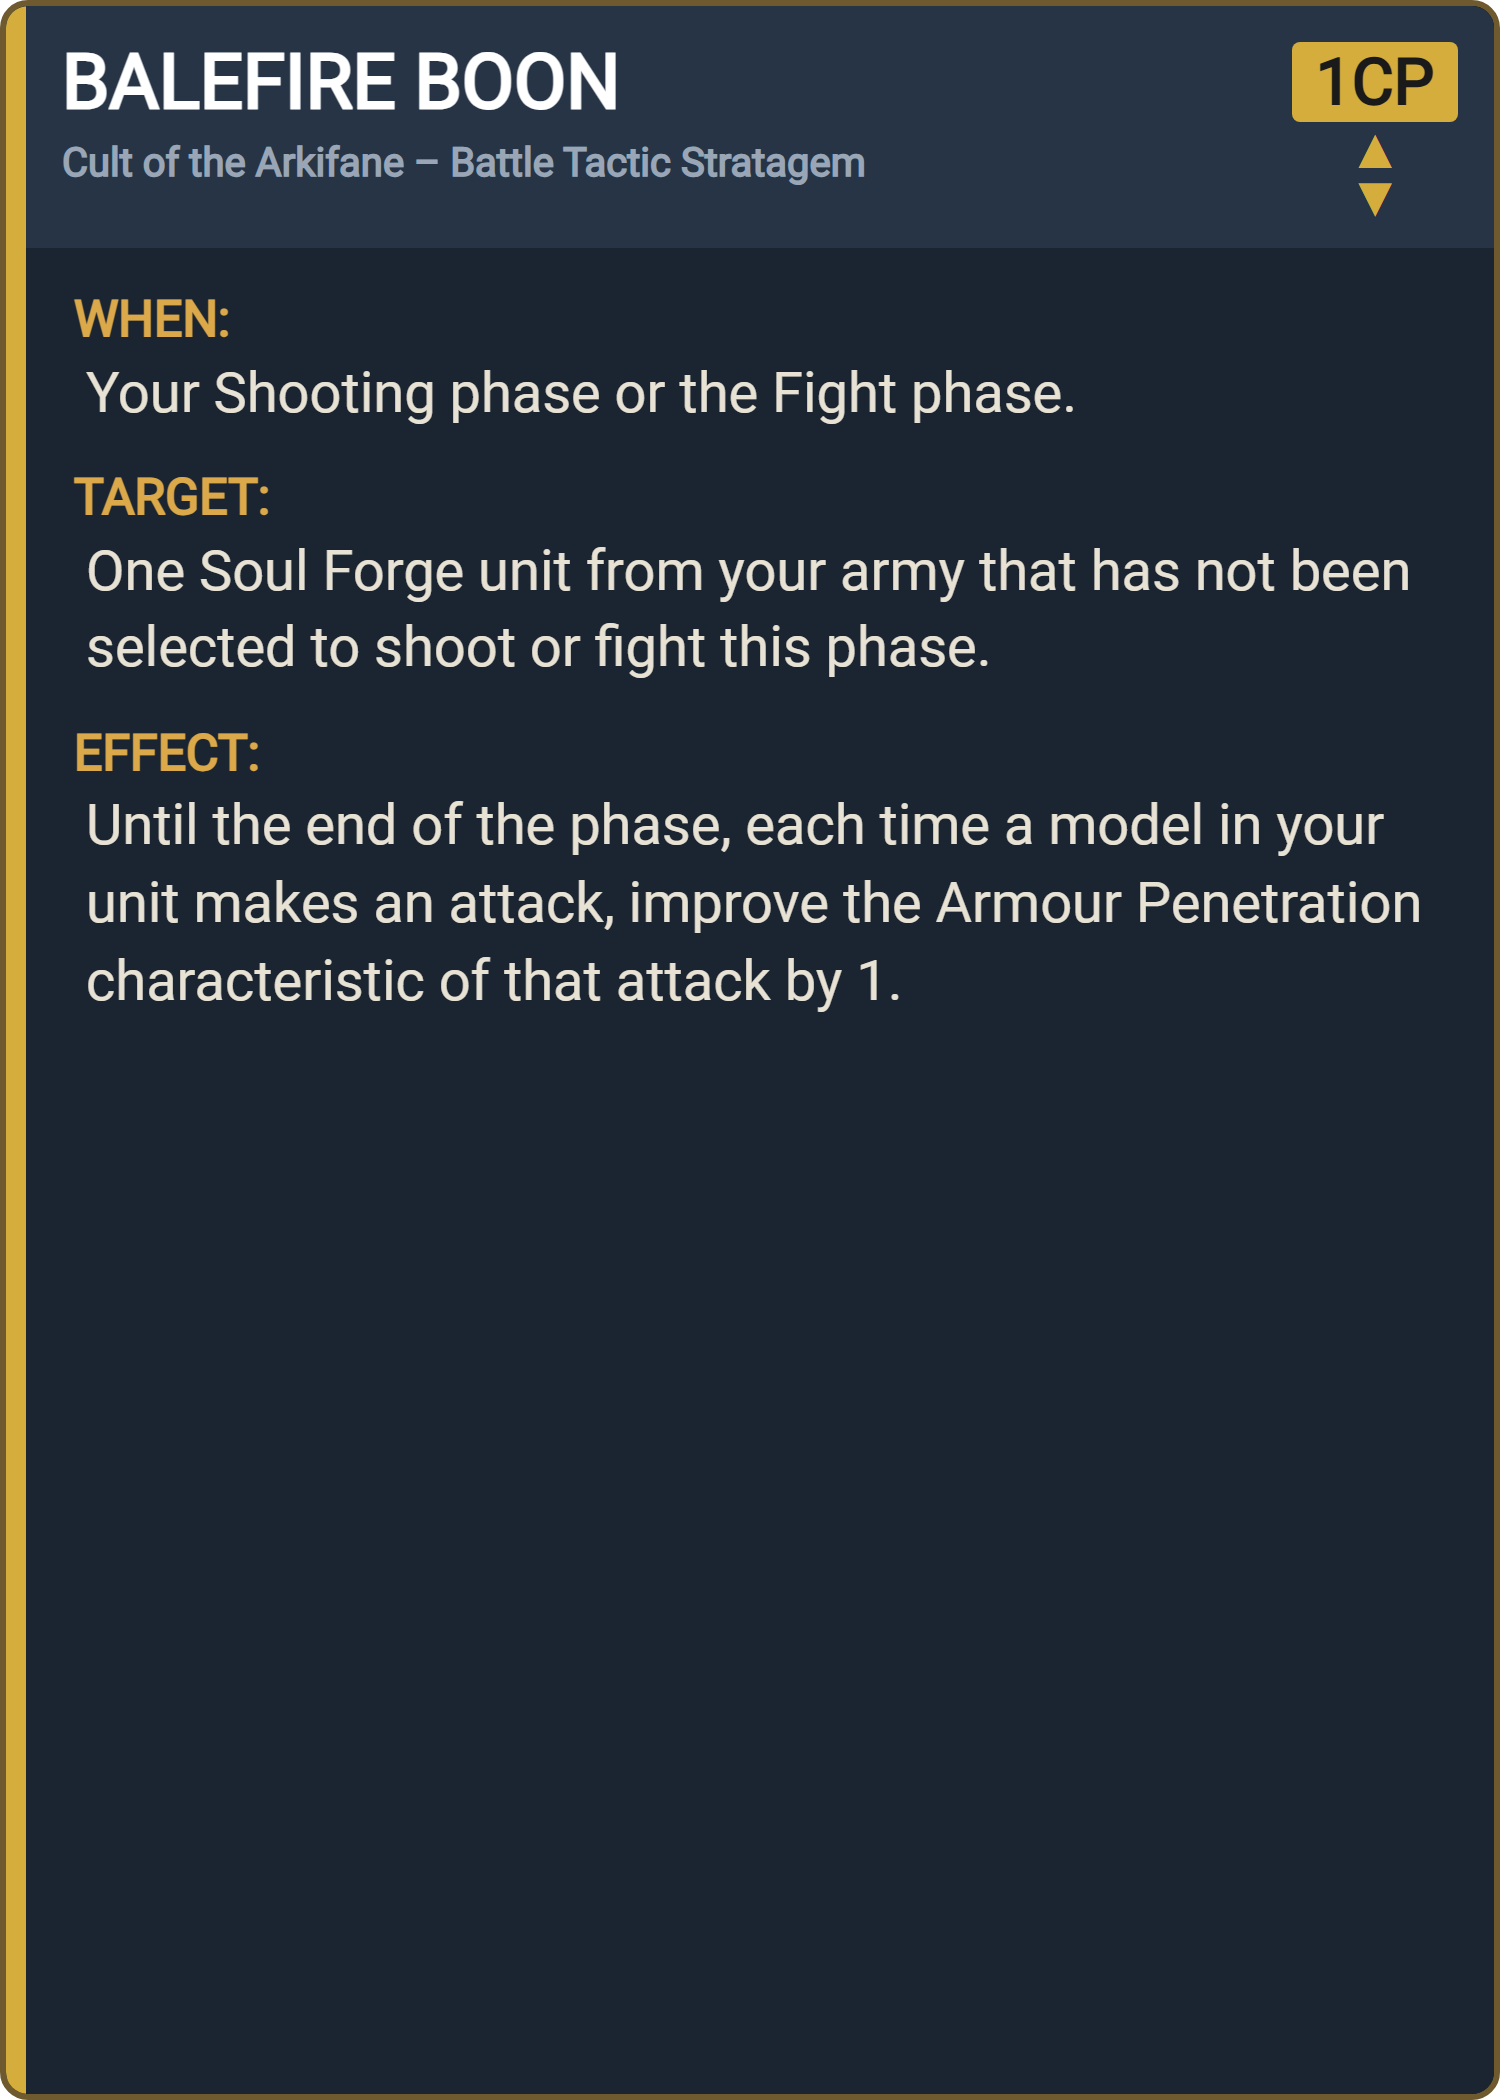 BALEFIRE BOON
1CP
Cult of the Arkifane – Battle Tactic Stratagem
WHEN:
Your Shooting phase or the Fight phase.
TARGET:
One Soul Forge unit from your army that has not been
selected to shoot or fight this phase.
EFFECT:
Until the end of the phase, each time a model in your
unit makes an attack, improve the Armour Penetration
characteristic of that attack by 1.